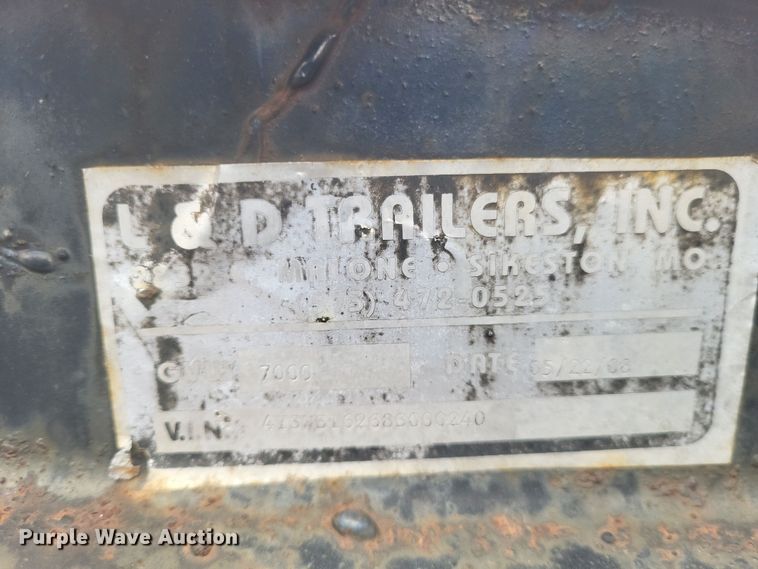 L & D TRAILERS, INC.
MALONE • SIKESTON, MO.
472-0525
7000 DATE 05/22/08
V.I.N.
Purple Wave Auction